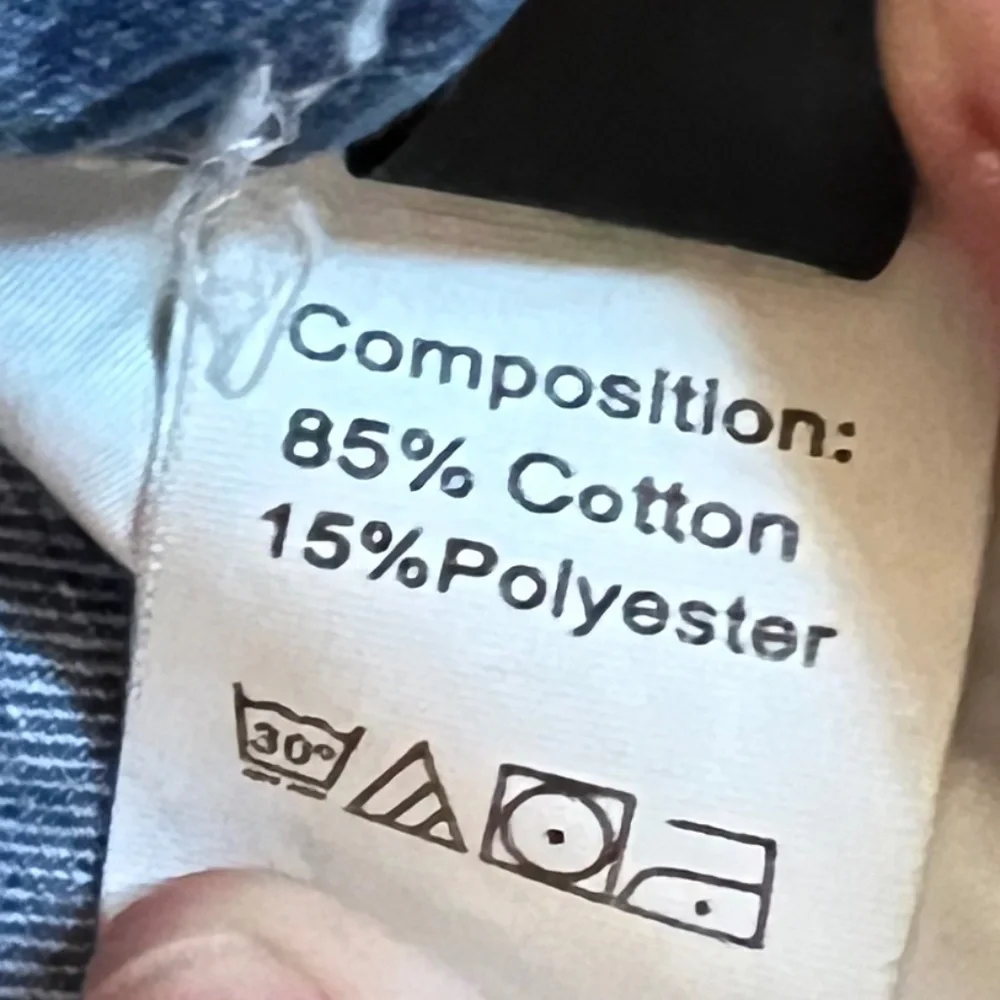 Composition:
85% Cotton
15%Polyester
30°